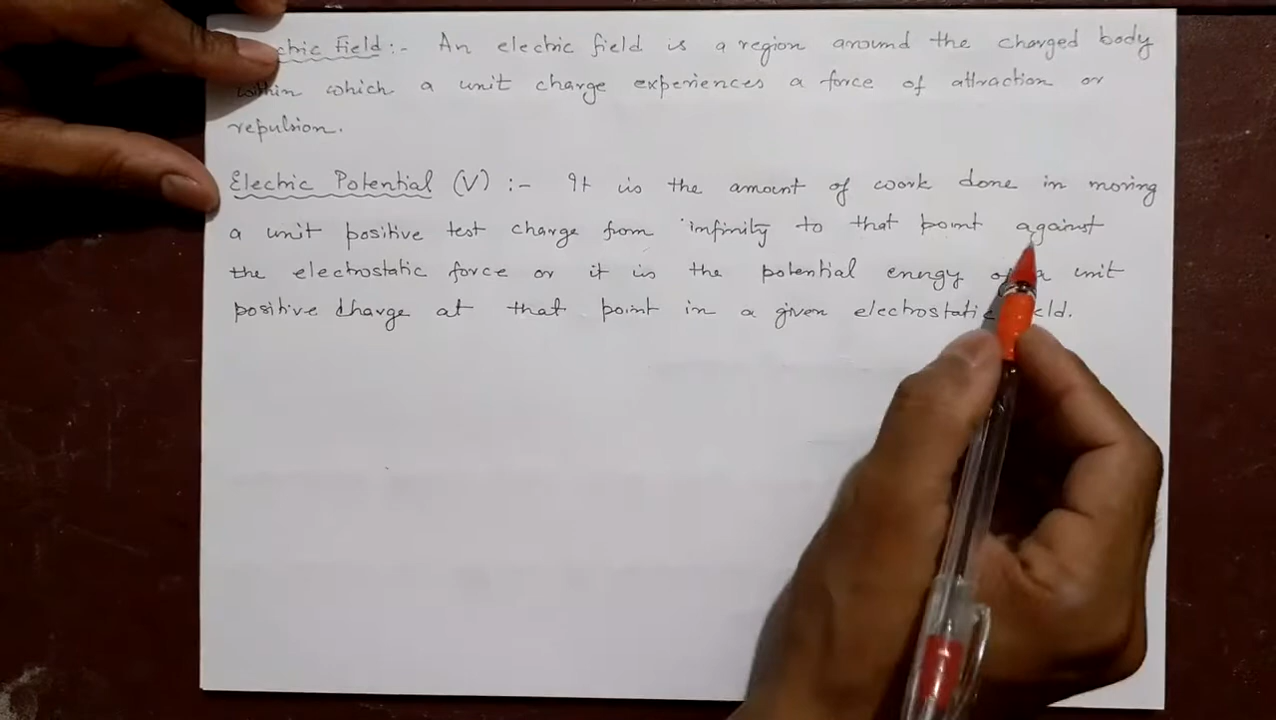 chic Field :- An electric field is a region around the charged body
within which a unit charge experiences a force of attraction or
repulsion.
Electric Potential (V) :- It is the amount of work done in moving
a unit positive test charge from infinity to that point against
the electrostatic force or it is the potential energy of a unit
positive charge at that point in a given electrostatic